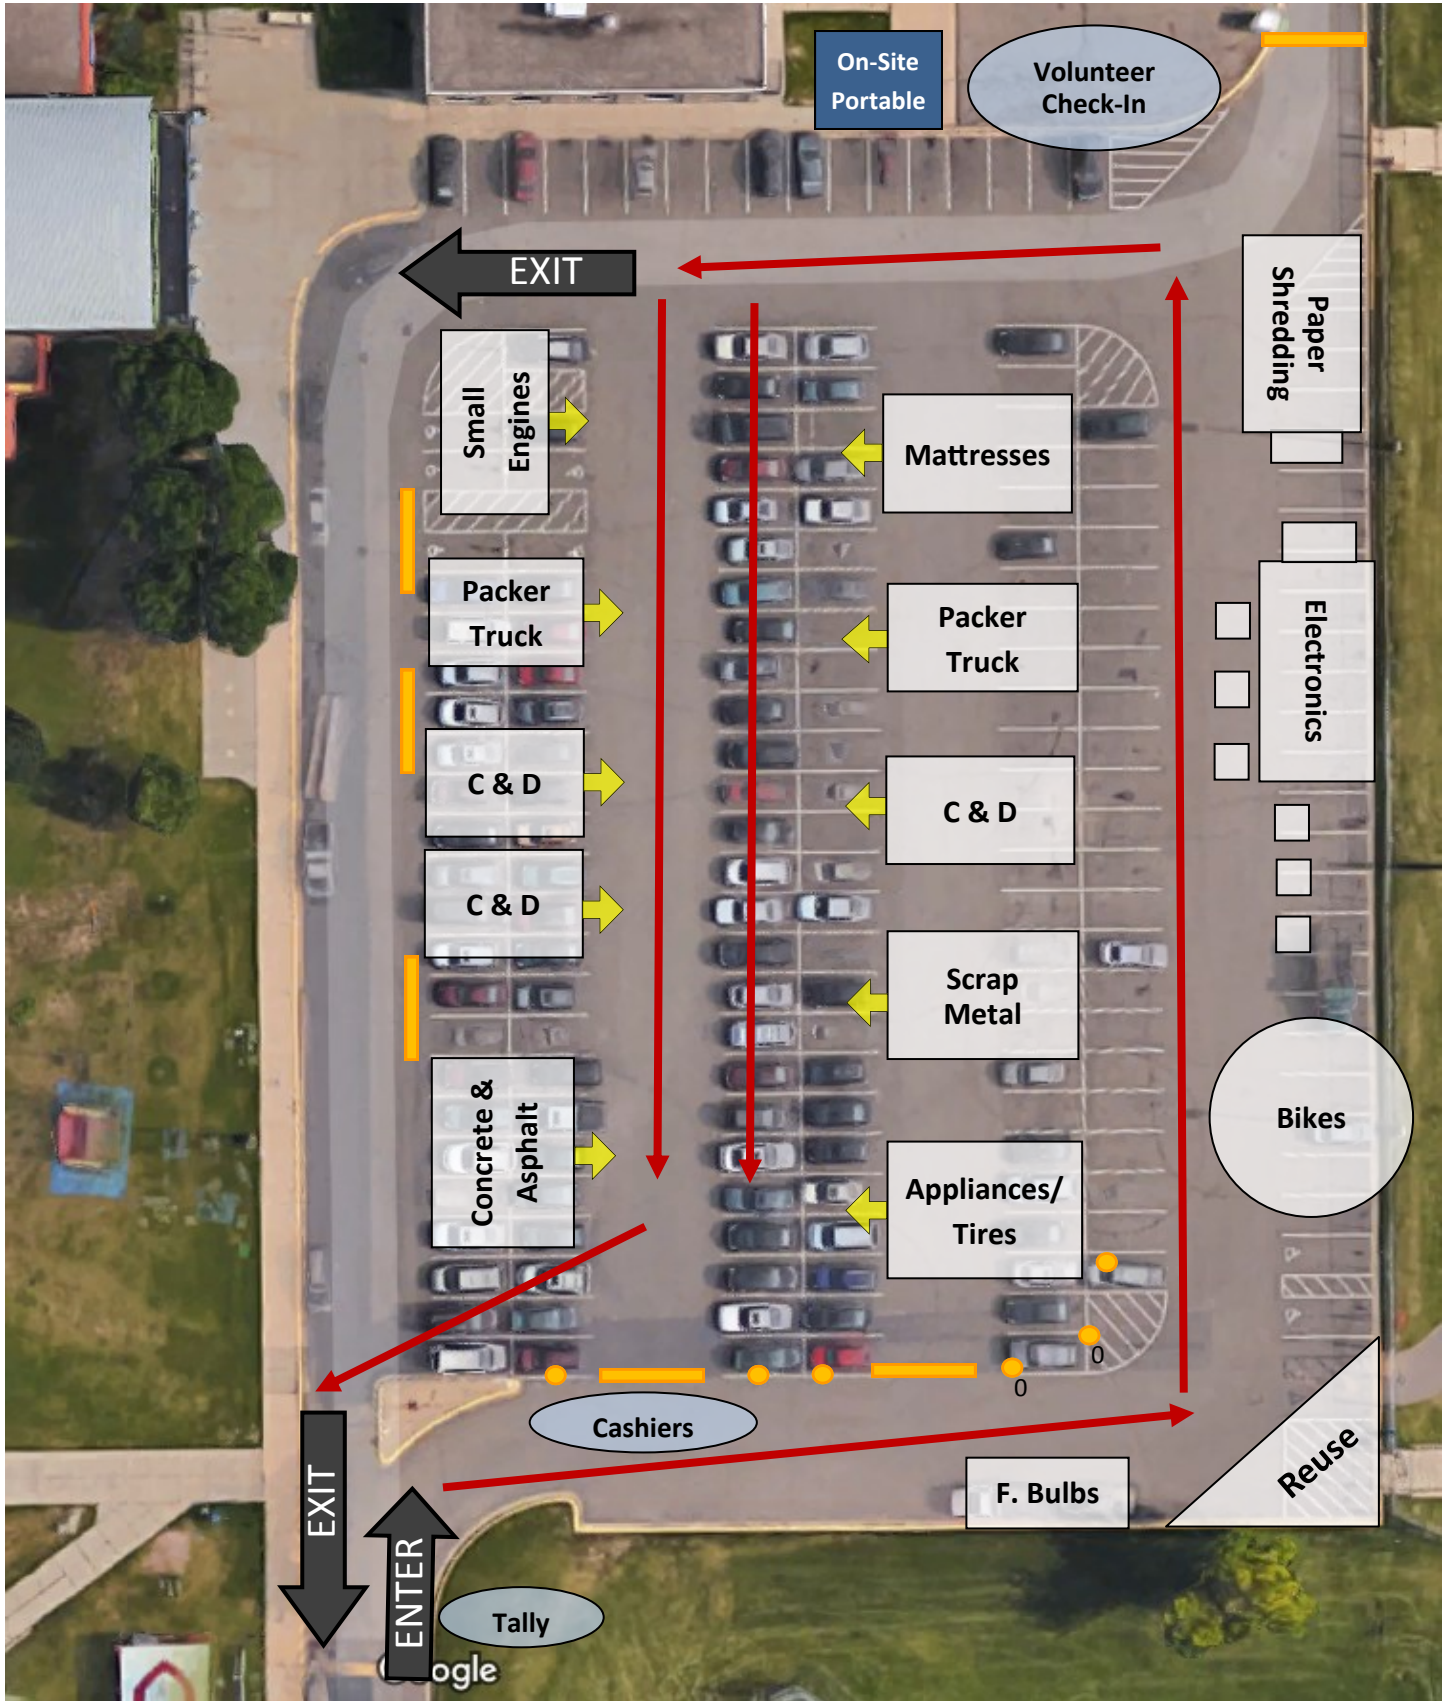 On-Site
Portable
Volunteer
Check-In
EXIT
Paper
Shredding
Small
Engines
Mattresses
Packer
Truck
Packer
Truck
Electronics
C & D
C & D
C & D
Scrap
Metal
Concrete &
Asphalt
Bikes
Appliances/
Tires
0
0
Cashiers
Reuse
F. Bulbs
EXIT
ENTER
Tally
Google